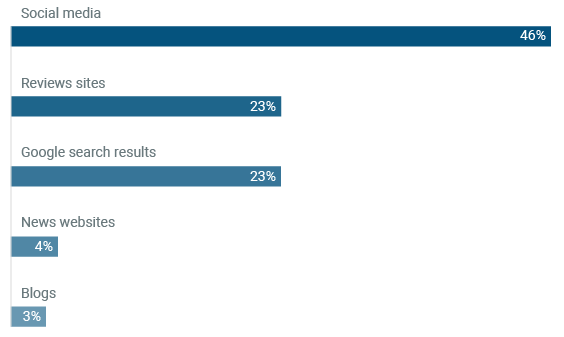 Social media
46%
Reviews sites
23%
Google search results
23%
News websites
4%
Blogs
3%